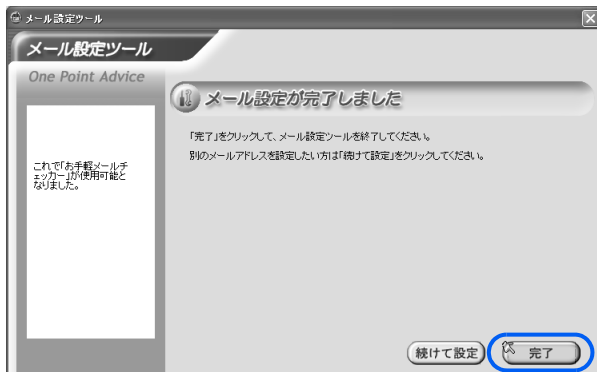 メール設定ツール
メール設定ツール
One Point Advice
メール設定が完了しました
「完了」をクリックして、メール設定ツールを終了してください。
別のメールアドレスを設定したい方は「続けて設定」をクリックしてください。
これで「お手軽メールチ
ェッカー」が使用可能と
なりました。
続けて設定
完了